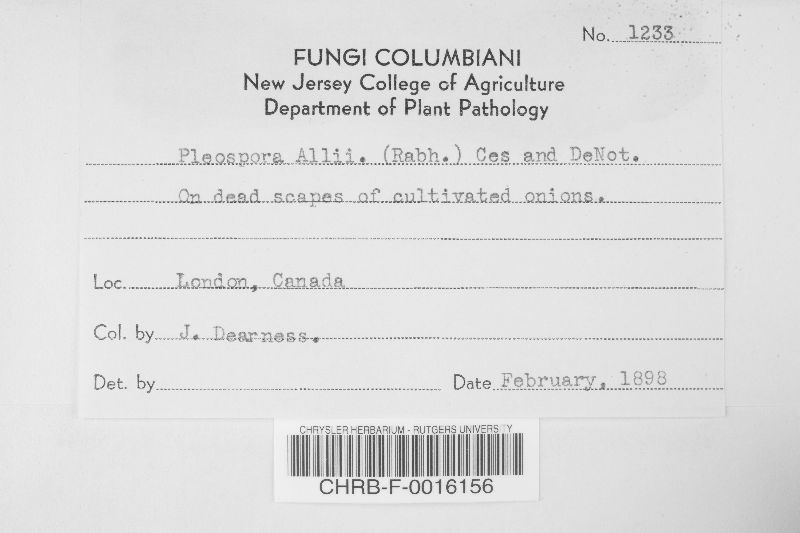 No. 1233
FUNGI COLUMBIANI
New Jersey College of Agriculture
Department of Plant Pathology
Pleospora Allii. (Rabh.) Ces and DeNot.
On dead scapes of cultivated onions.
Loc. London, Canada
Col. by J. Dearness.
Det. by
Date February, 1898
CHRYSLER HERBARIUM - RUTGERS UNIVERSITY
CHRB-F-0016156